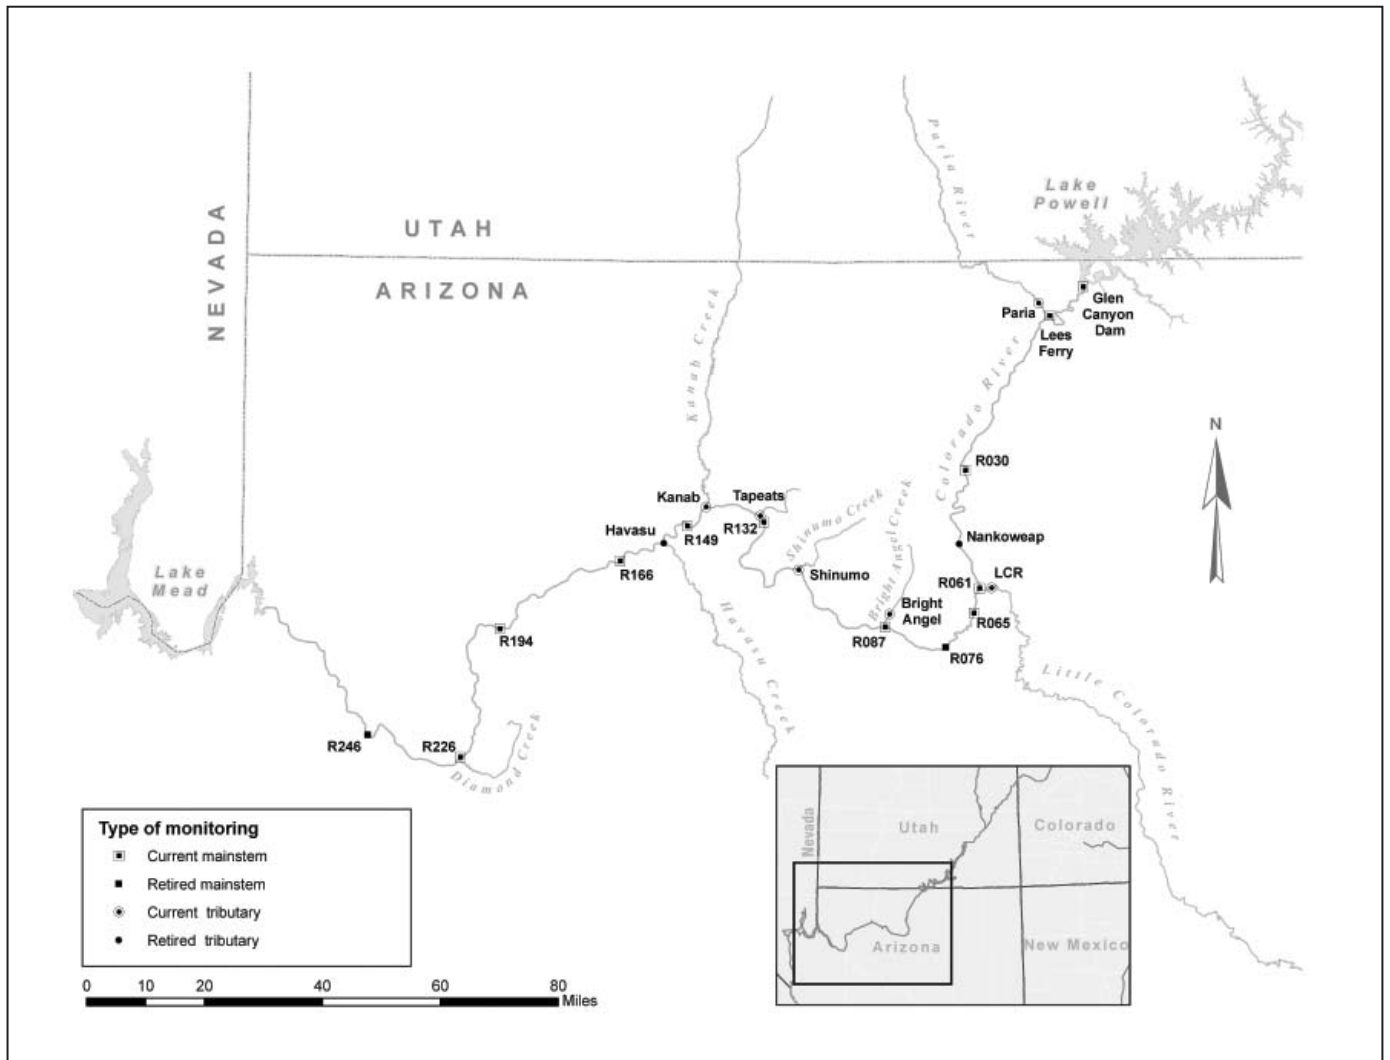 Paria River
Lake
Powell
UTAH
NEVADA
ARIZONA
Glen
Canyon
Dam
Paria
Lees
Ferry
Kanab Creek
Colorado River
N
R030
Kanab
Tapeats
Shinumo Creek
Bright Angal Creek
R132
Havasu
R149
Nankoweap
R166
Lake
Mead
Shinumo
R061
LCR
Bright
Angel
R065
R087
R194
R076
Havasu Creek
Little Colorado River
R246
R226
Diamond Creek
Type of monitoring
Current mainstem
Retired mainstem
Current tributary
Retired tributary
0 10 20 40 60 80 Miles
Nevada
Utah
Colorado
Arizona
New Mexico